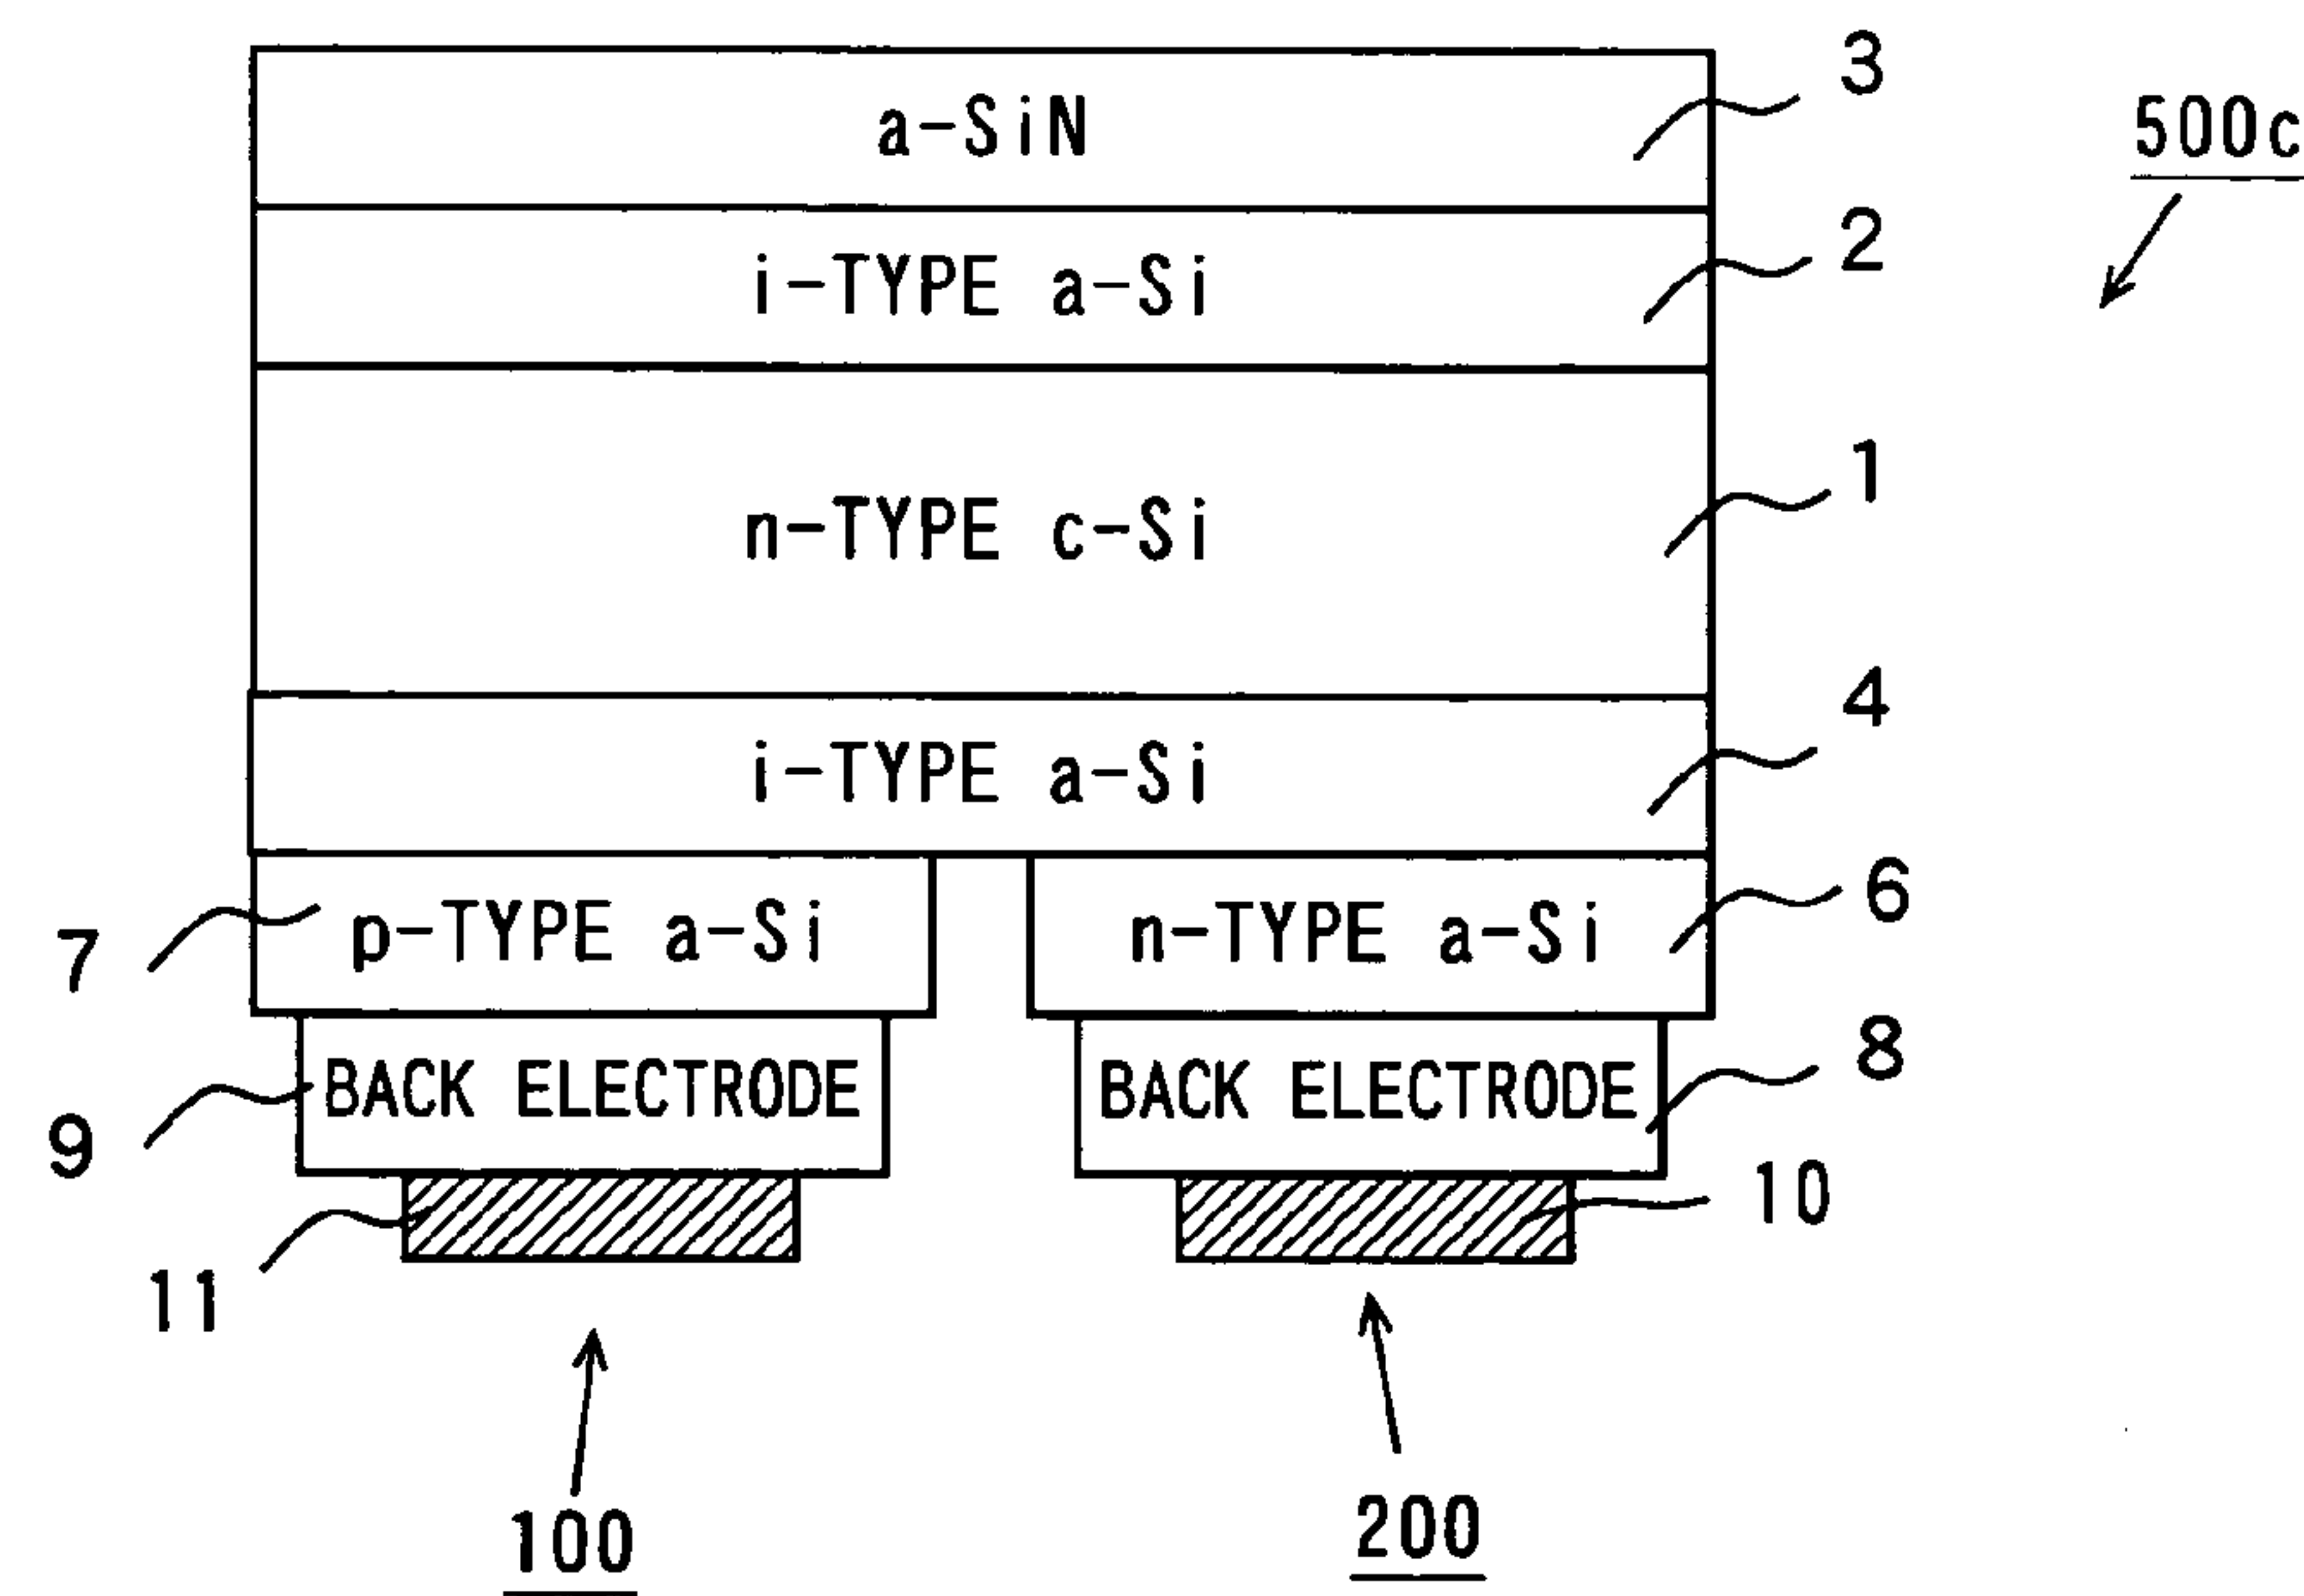 3
a-SiN
500c
2
i-TYPE a-Si
1
n-TYPE c-Si
4
i-TYPE a-Si
6
7
p-TYPE a-Si
n-TYPE a-Si
8
9
BACK ELECTRODE
BACK ELECTRODE
10
11
100
200